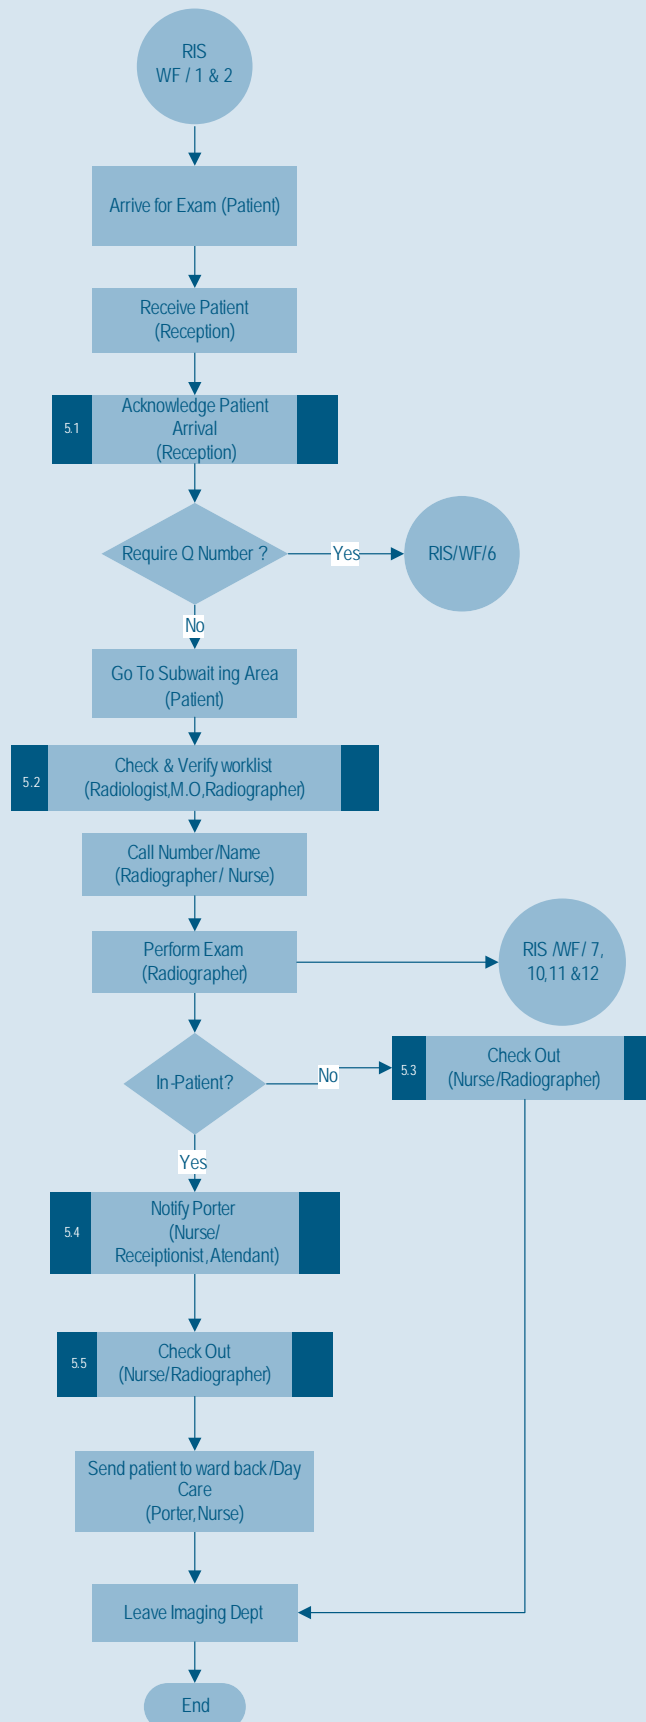 RIS
WF / 1 & 2
Arrive for Exam (Patient)
Receive Patient
(Reception)
5.1
Acknowledge Patient
Arrival
(Reception)
Require Q Number ?
Yes
RIS/WF/6
No
Go To Subwait ing Area
(Patient)
5.2
Check & Verify worklist
(Radiologist,M.O,Radiographer)
Call Number/Name
(Radiographer/ Nurse)
Perform Exam
(Radiographer)
RIS /WF/ 7,
10,11 &12
In-Patient?
No
5.3
Check Out
(Nurse/Radiographer)
Yes
5.4
Notify Porter
(Nurse/
Receiptionist,Atendant)
5.5
Check Out
(Nurse/Radiographer)
Send patient to ward back/Day
Care
(Porter,Nurse)
Leave Imaging Dept
End